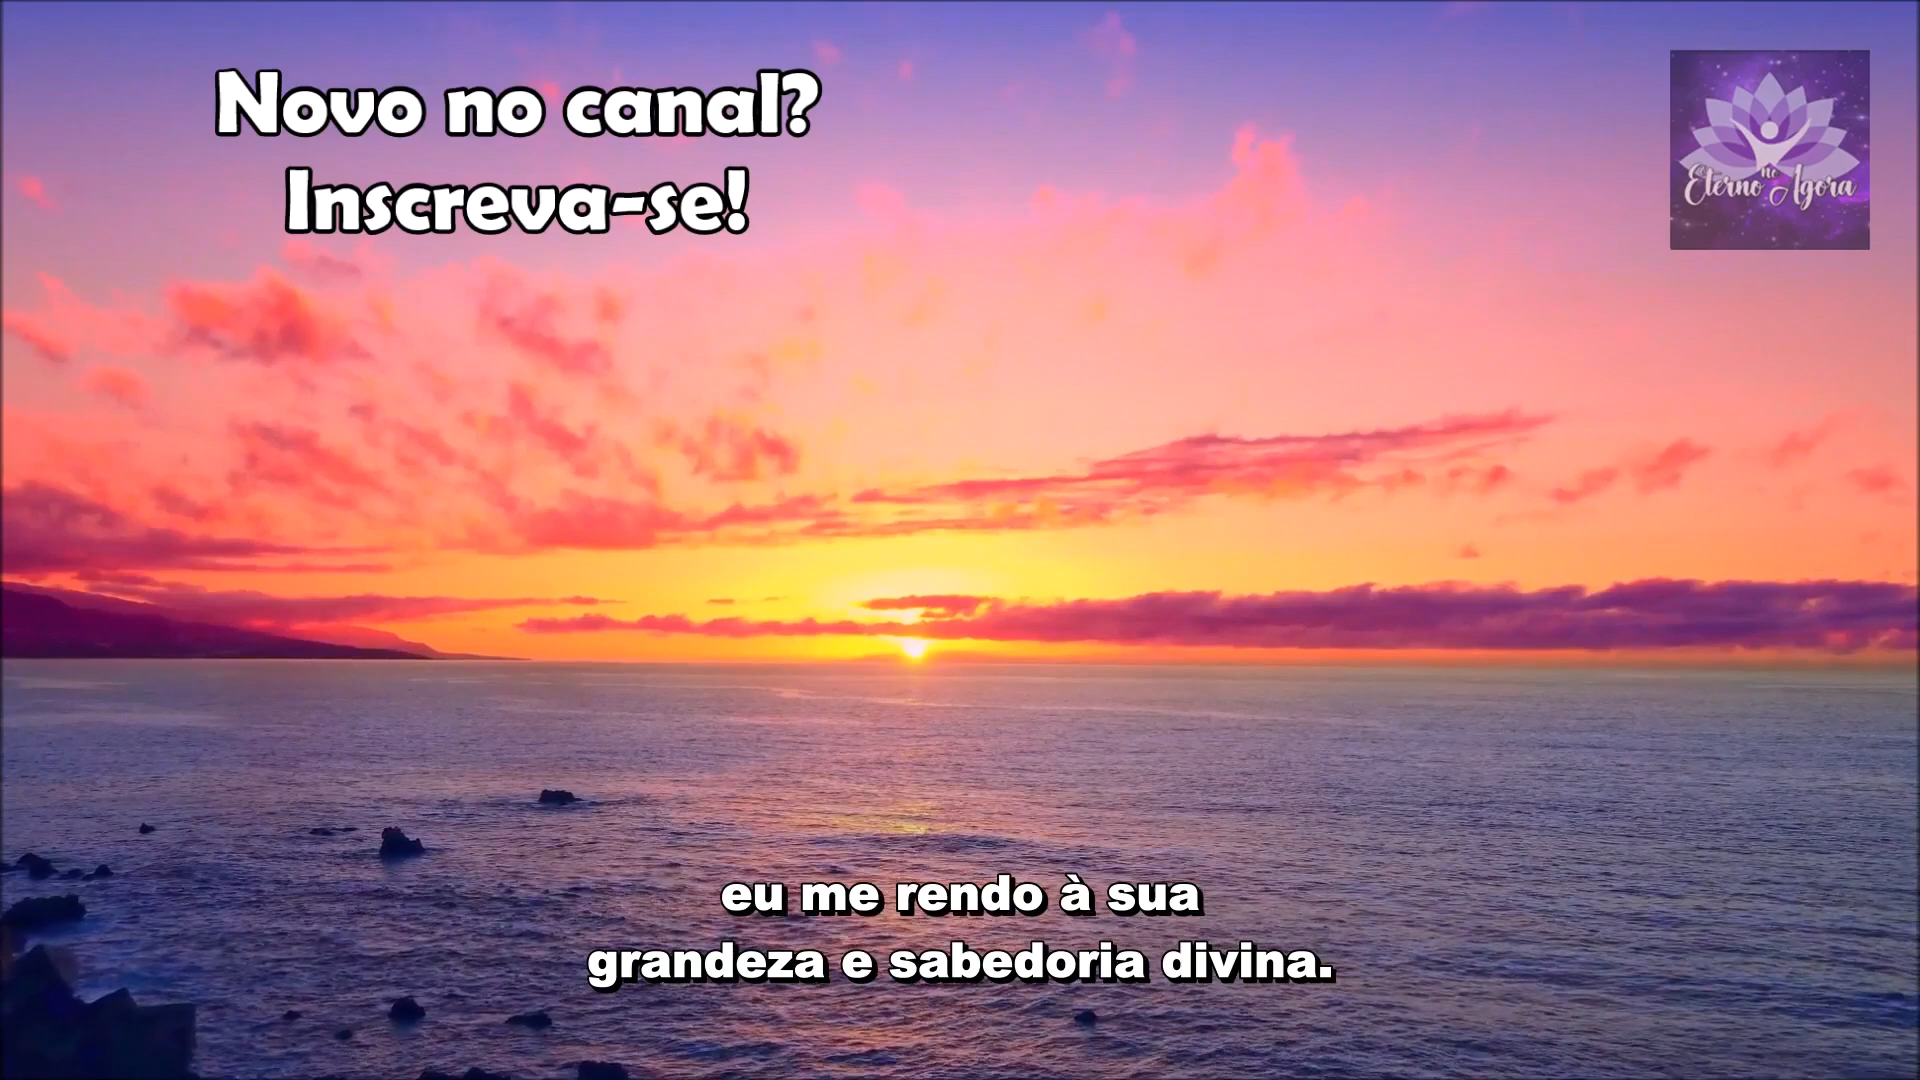 Novo no canal?
Inscreva-se!
Eterno no Agora
eu me rendo à sua
grandeza e sabedoria divina.